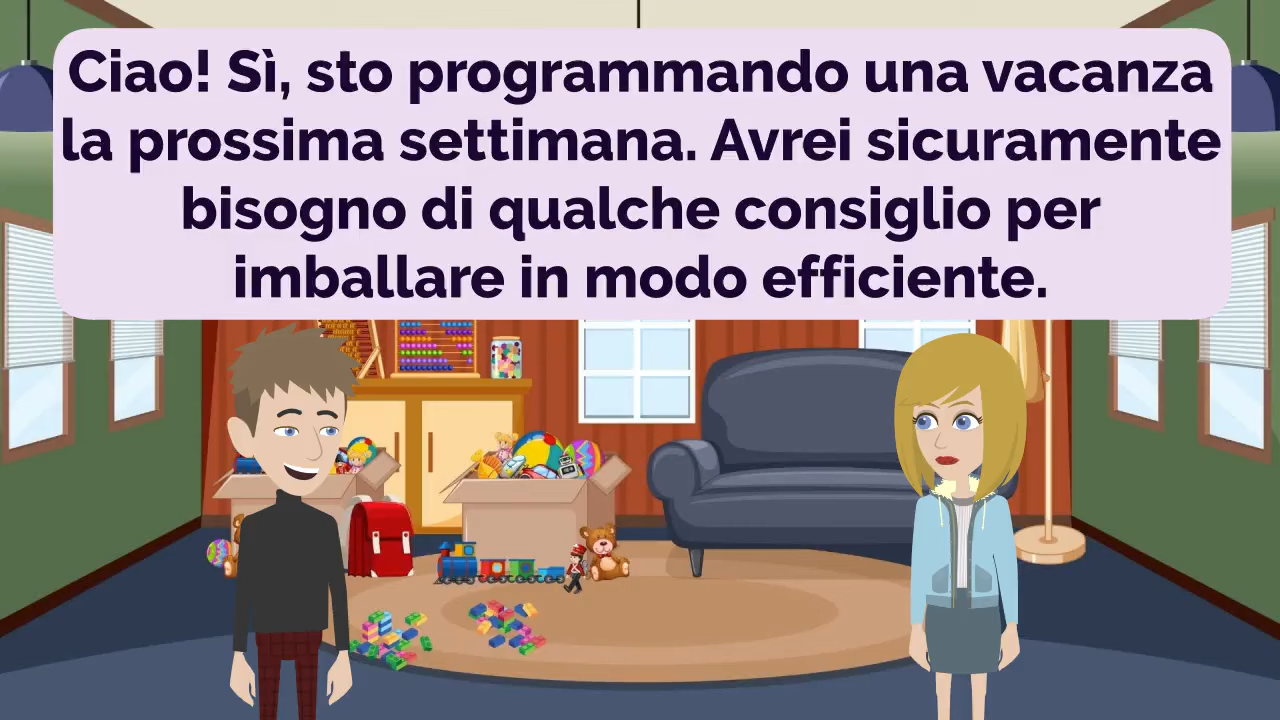 Ciao! Sì, sto programmando una vacanza
la prossima settimana. Avrei sicuramente
bisogno di qualche consiglio per
imballare in modo efficiente.